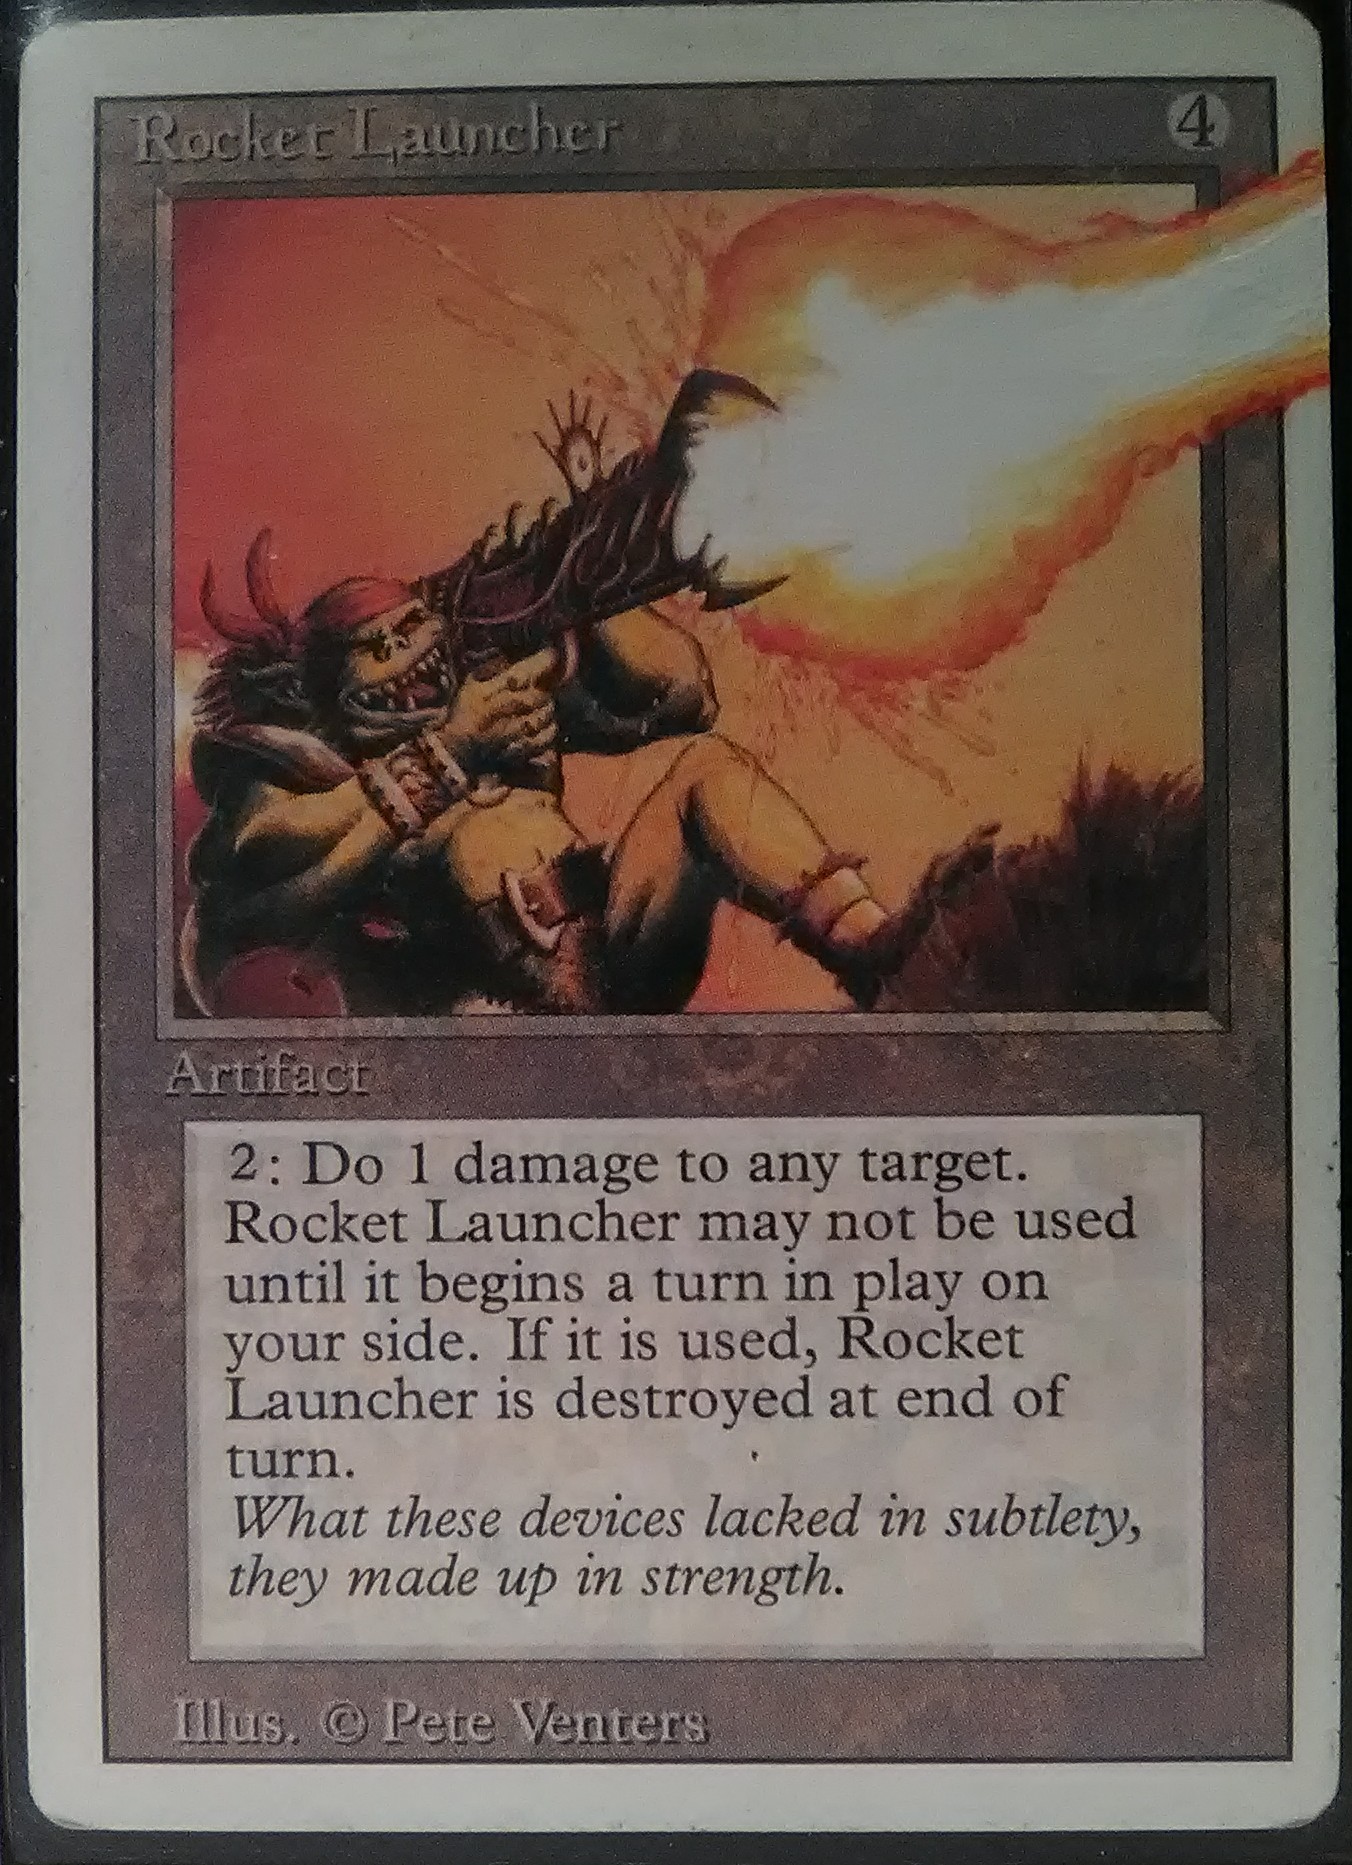 Rocket Launcher 4
Artifact
2: Do 1 damage to any target.
Rocket Launcher may not be used
until it begins a turn in play on
your side. If it is used, Rocket
Launcher is destroyed at end of
turn.
What these devices lacked in subtlety,
they made up in strength.
Illus. © Pete Venters